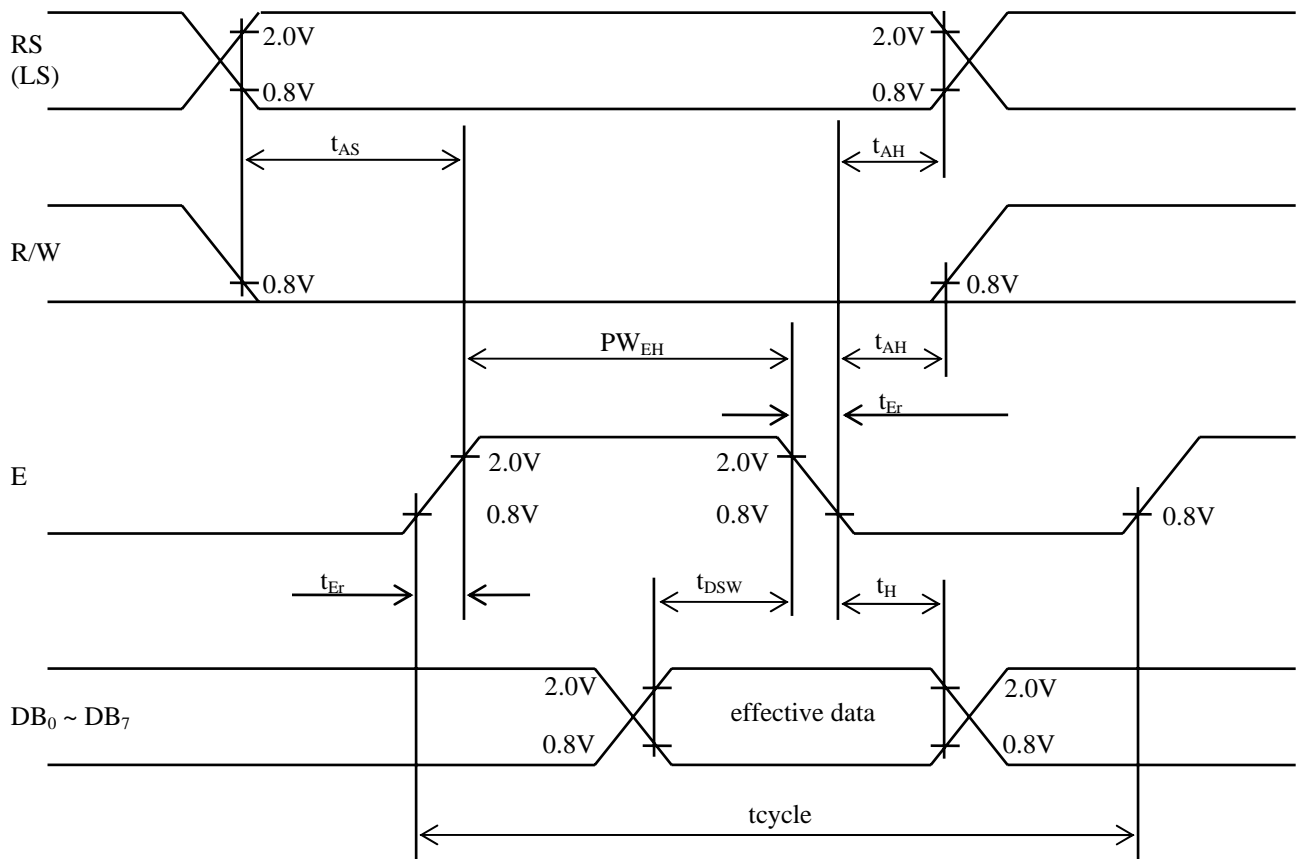 RS
(LS)
2.0V
2.0V
0.8V
0.8V
tAS
tAH
R/W
0.8V
0.8V
PWEH
tAH
tEr
E
2.0V
2.0V
0.8V
0.8V
0.8V
tEr
tDSW
tH
DB0 ~ DB7
2.0V
effective data
2.0V
0.8V
0.8V
tcycle